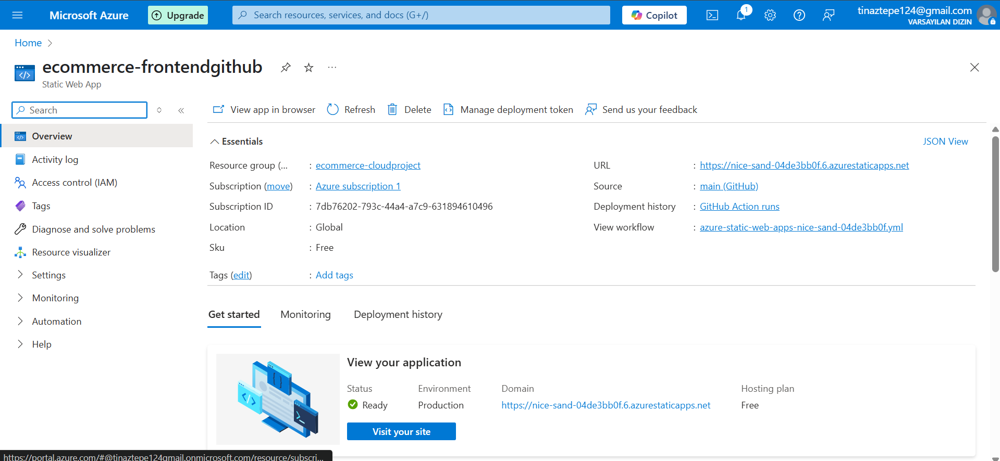 Microsoft Azure
Upgrade
Search resources, services, and docs (G+/)
Copilot
1
tinaztepe124@gmail.com
VARSAYILAN DIZIN
Home
ecommerce-frontendgithub
Static Web App
Search
View app in browser
Refresh
Delete
Manage deployment token
Send us your feedback
Overview
Activity log
Access control (IAM)
Tags
Diagnose and solve problems
Resource visualizer
Settings
Monitoring
Automation
Help
Essentials
JSON View
Resource group (... : ecommerce-cloudproject
Subscription (move) : Azure subscription 1
Subscription ID : 7db76202-793c-44a4-a7c9-631894610496
Location : Global
Sku : Free
URL : https://nice-sand-04de3bb0f.6.azurestaticapps.net
Source : main (GitHub)
Deployment history : GitHub Action runs
View workflow : azure-static-web-apps-nice-sand-04de3bb0f.yml
Tags (edit) : Add tags
Get started
Monitoring
Deployment history
View your application
Status
Ready
Environment
Production
Domain
https://nice-sand-04de3bb0f.6.azurestaticapps.net
Hosting plan
Free
Visit your site
https://portal.azure.com/#@tinaztepe124gmail.onmicrosoft.com/resource/subscri...